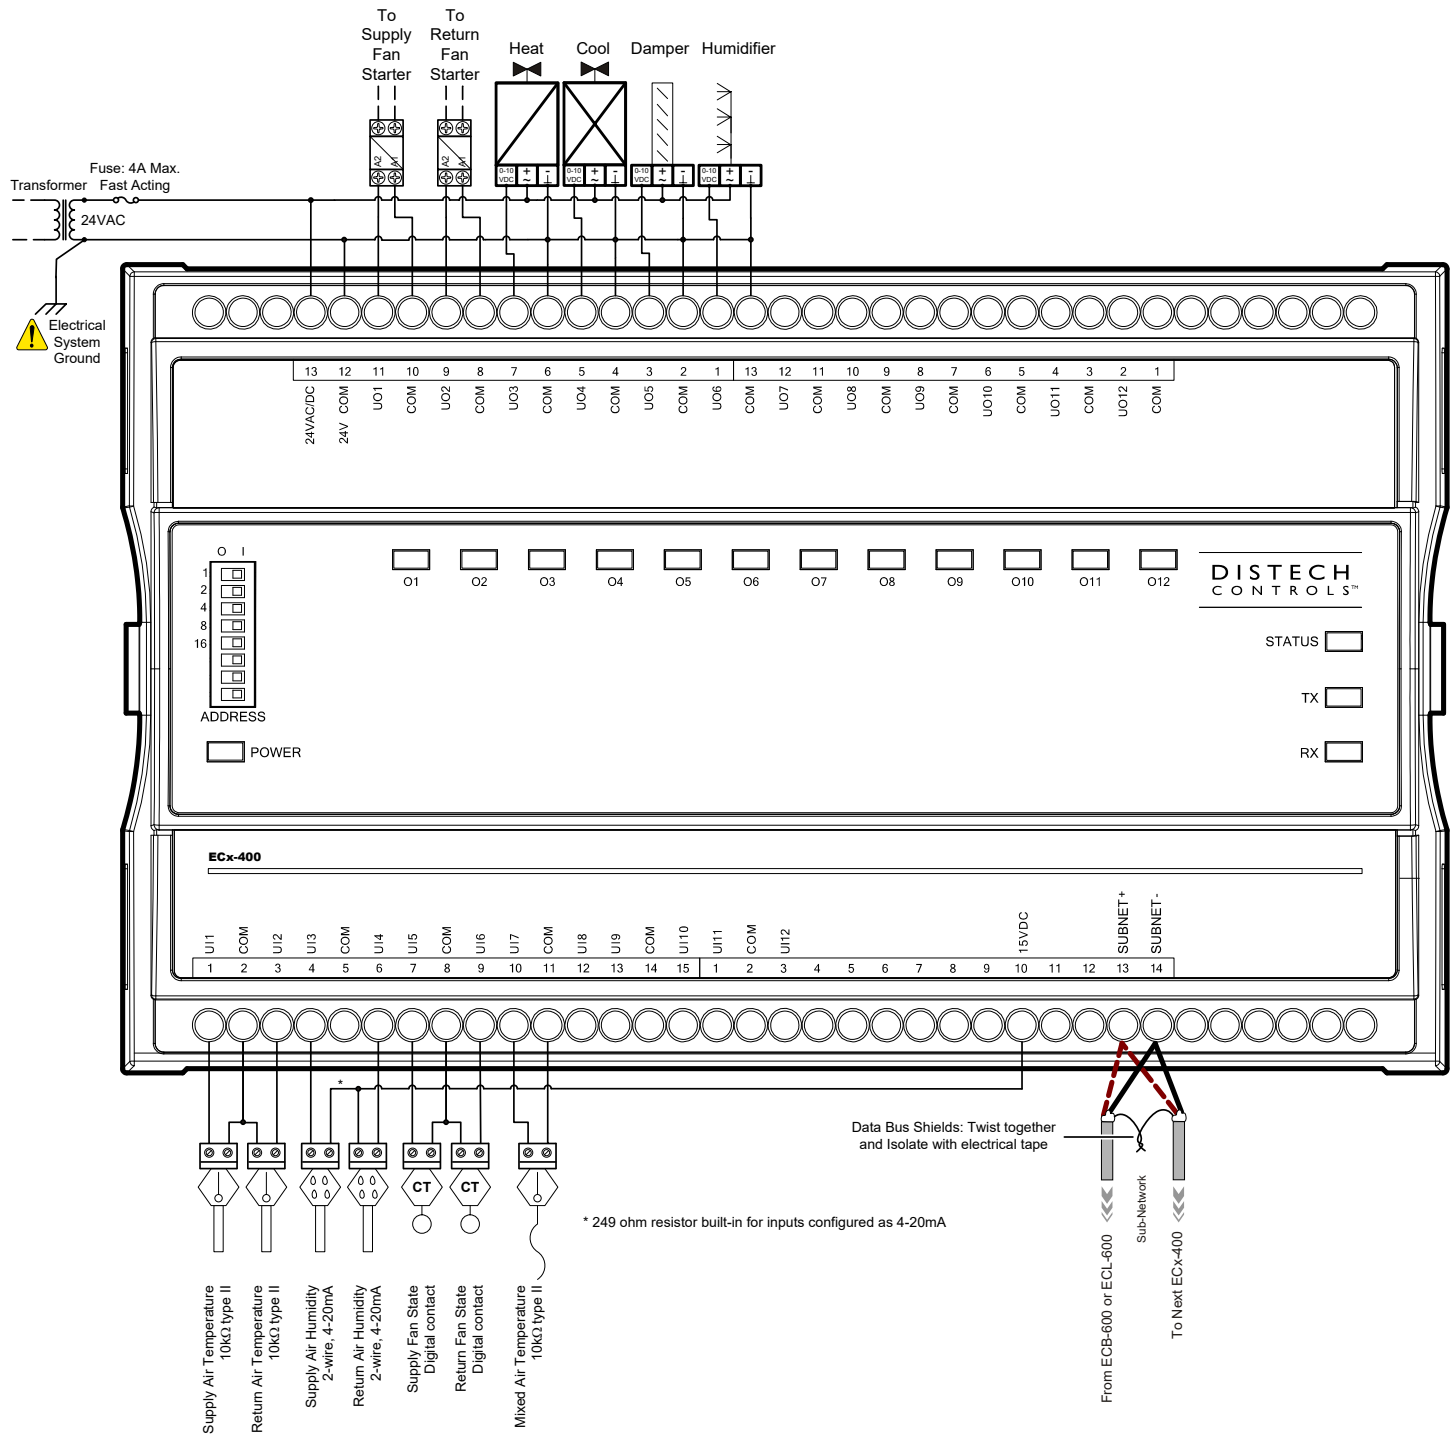 To
Supply
Fan
Starter
To
Return
Fan
Starter
Heat
Cool
Damper
Humidifier
A2
A1
A2
A1
0-10
VDC
+
~
-
0-10
VDC
+
~
-
0-10
VDC
+
~
-
0-10
VDC
+
~
-
Fuse: 4A Max.
Fast Acting
Transformer
24VAC
!
Electrical
System
Ground
13 12 11 10 9 8 7 6 5 4 3 2 1 13 12 11 10 9 8 7 6 5 4 3 2 1
24VAC/DC
24V COM
UO1
COM
UO2
COM
UO3
COM
UO4
COM
UO5
COM
UO6
COM
UO7
COM
UO8
COM
UO9
COM
UO10
COM
UO11
COM
UO12
COM
O I
1
2
4
8
16
ADDRESS
POWER
O1 O2 O3 O4 O5 O6 O7 O8 O9 O10 O11 O12
DISTECH
CONTROLS™
STATUS
TX
RX
ECx-400
UI1
COM
UI2
UI3
COM
UI4
UI5
COM
UI6
UI7
COM
UI8
UI9
COM
UI10
UI11
COM
UI12
15VDC
SUBNET+
SUBNET-
1 2 3 4 5 6 7 8 9 10 11 12 13 14 15 1 2 3 4 5 6 7 8 9 10 11 12 13 14
*
CT
CT
Data Bus Shields: Twist together
and Isolate with electrical tape
* 249 ohm resistor built-in for inputs configured as 4-20mA
Supply Air Temperature
10kΩ type II
Return Air Temperature
10kΩ type II
Supply Air Humidity
2-wire, 4-20mA
Return Air Humidity
2-wire, 4-20mA
Supply Fan State
Digital contact
Return Fan State
Digital contact
Mixed Air Temperature
10kΩ type II
From ECB-600 or ECL-600
Sub-Network
To Next ECx-400